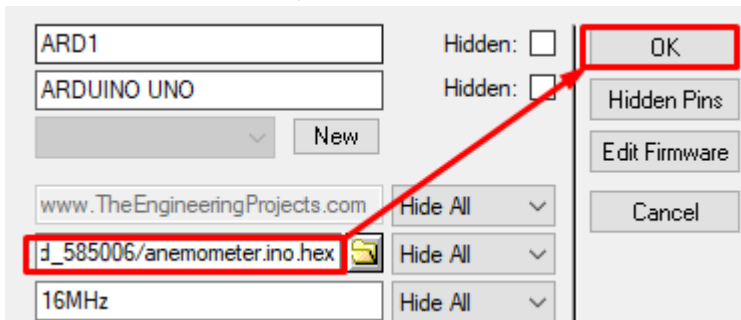 ARD1 Hidden: OK
ARDUINO UNO Hidden: Hidden Pins
New
Edit Firmware
www.TheEngineeringProjects.com Hide All Cancel
d_585006/anemometer.ino.hex Hide All
16MHz Hide All